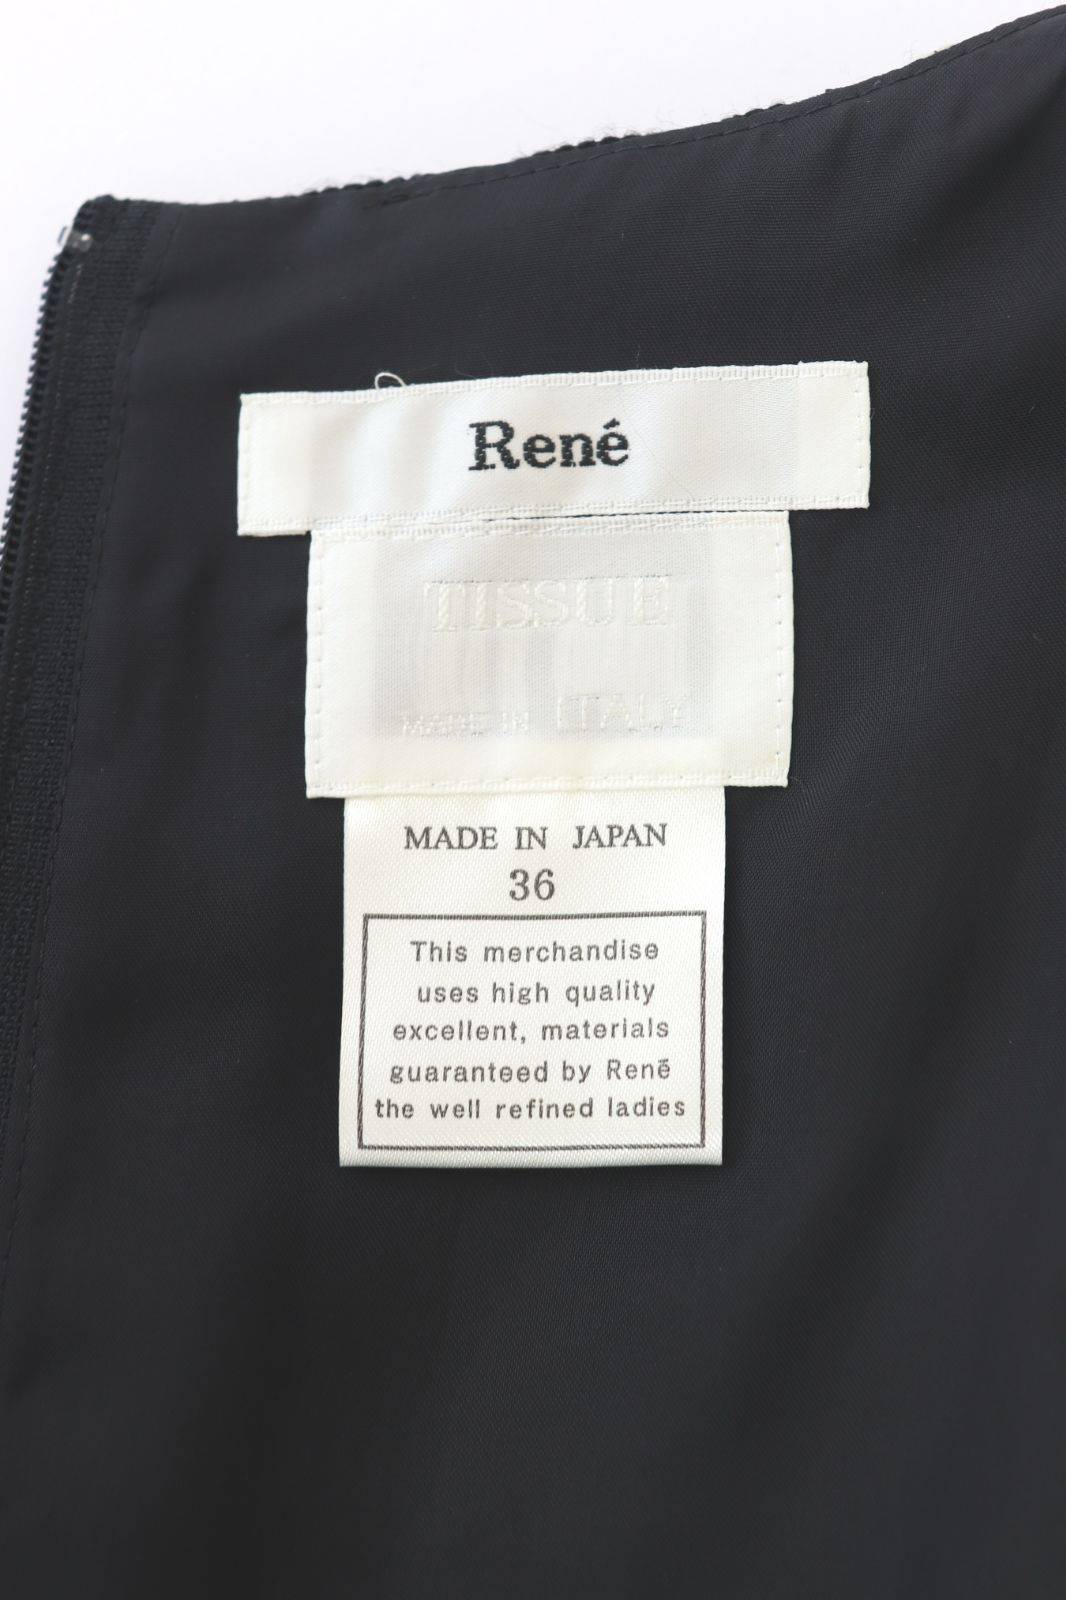 René
TISSUE
MADE IN ITALY
MADE IN JAPAN
36
This merchandise
uses high quality
excellent, materials
guaranteed by René
the well refined ladies